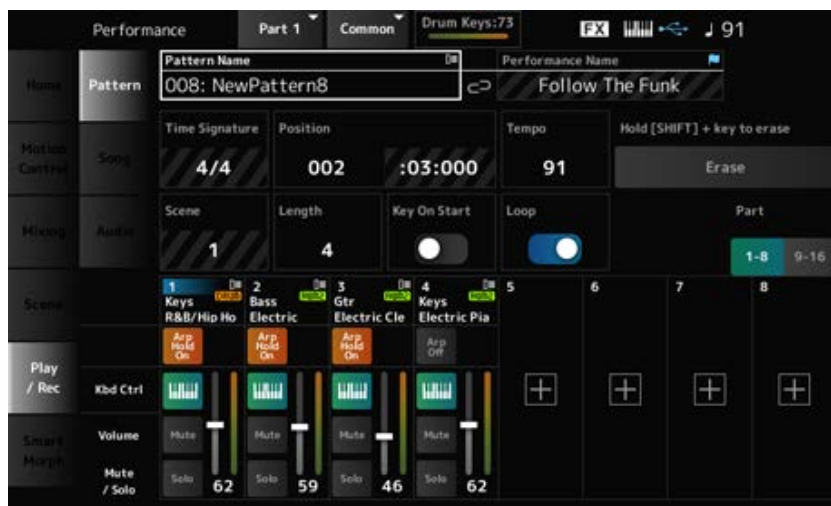 Performance
Part 1
Common
Drum Keys:73
FX
♩ 91
Home
Pattern
Pattern Name
008: NewPattern8
Performance Name
Follow The Funk
Motion
Control
Song
Time Signature
4/4
Position
002 :03:000
Tempo
91
Hold [SHIFT] + key to erase
Erase
Mixing
Audio
Scene
1
Length
4
Key On Start
Loop
Part
1-8 9-16
Scene
1
Keys
Drum
R&B/Hip Ho
2
Bass
Electric
3
Gtr
Electric Cle
4
Keys
Electric Pia
5
6
7
8
Arp
Hold
On
Arp
Hold
On
Arp
Hold
On
Arp
Off
Play
/ Rec
Kbd Ctrl
Smart
Morph
Volume
Mute
Mute
Mute
Mute
Mute
/ Solo
Solo
62
Solo
59
Solo
46
Solo
62